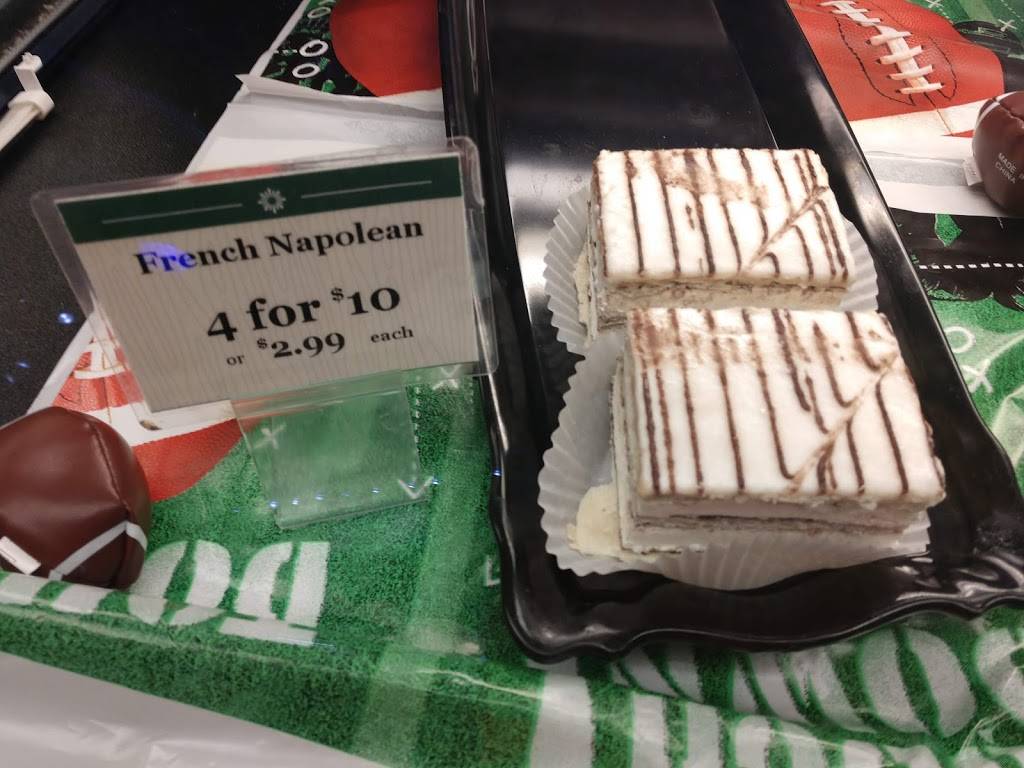 French Napolean
4 for $10
or $2.99 each
MADE
CHINA